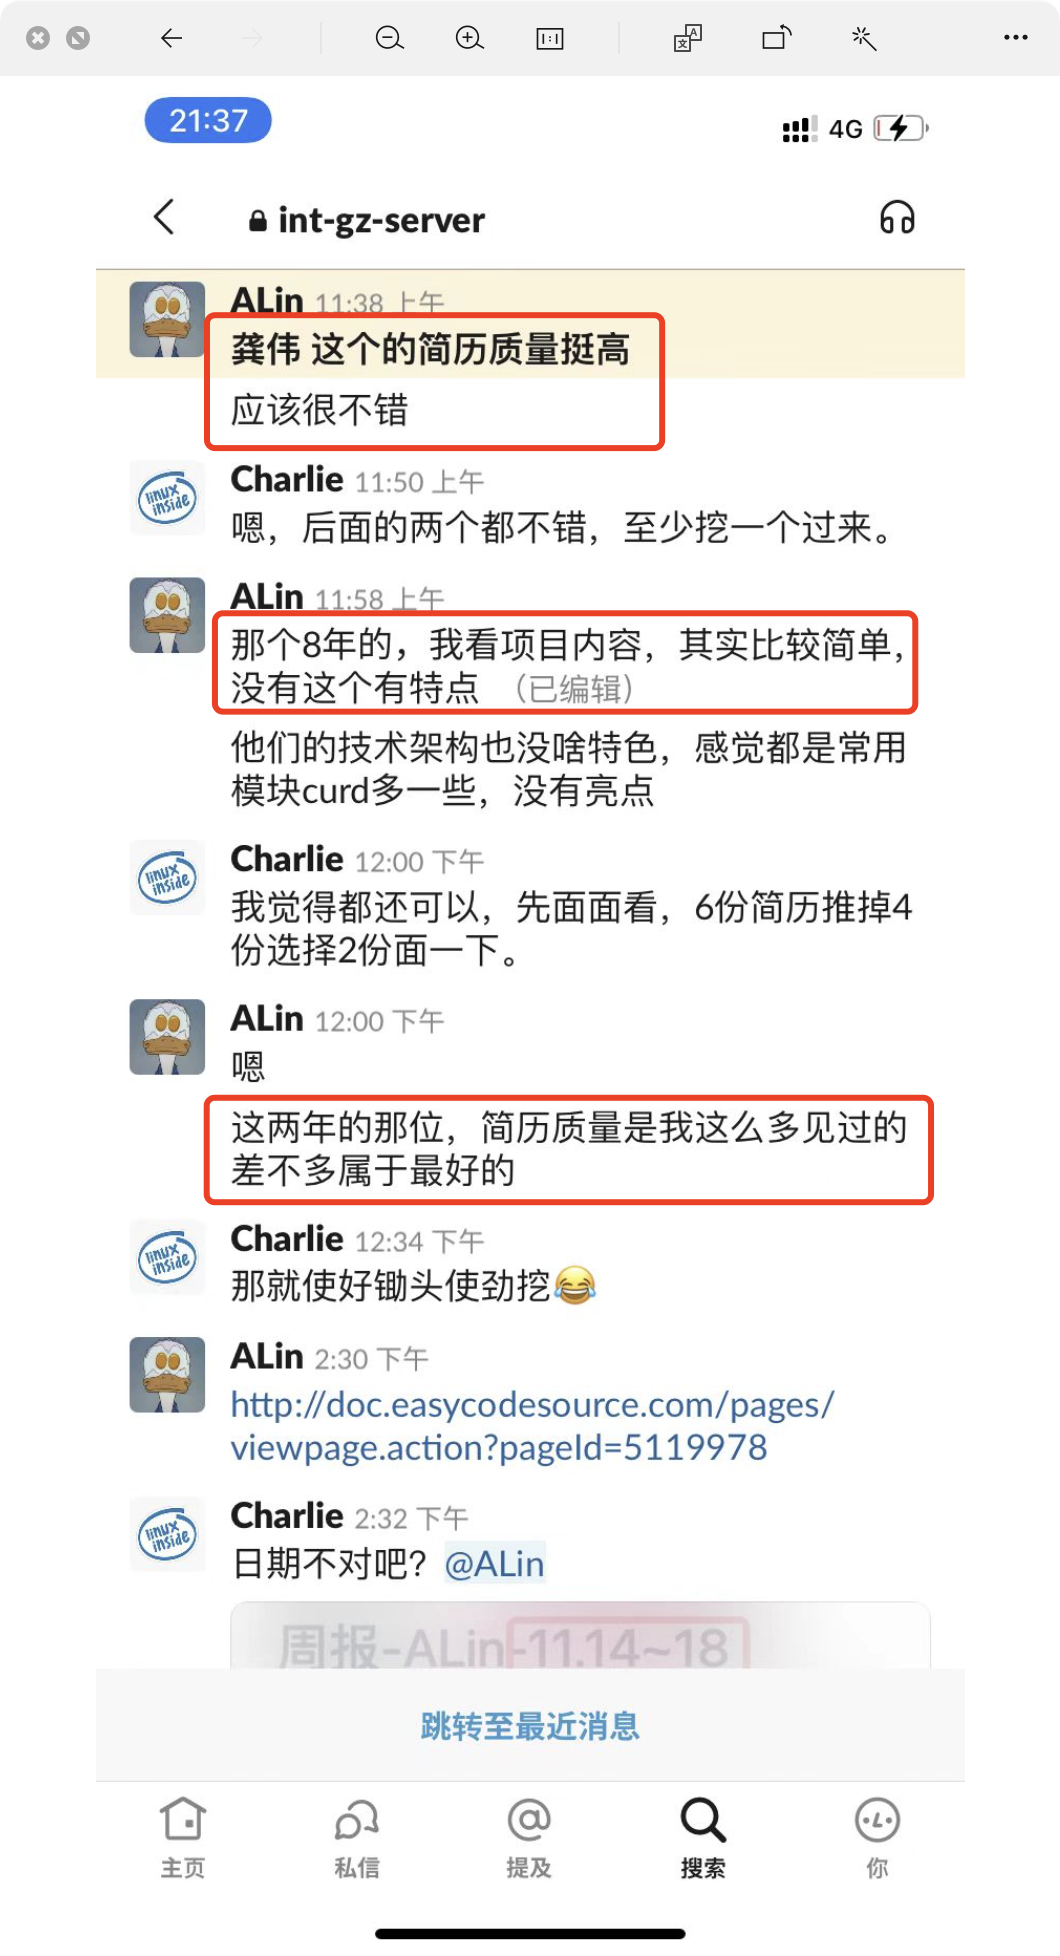 21:37
4G
int-gz-server
ALin 11:38 上午
龚伟 这个的简历质量挺高
应该很不错
linux inside
Charlie 11:50 上午
嗯，后面的两个都不错，至少挖一个过来。
ALin 11:58 上午
那个8年的，我看项目内容，其实比较简单，
没有这个有特点 （已编辑）
他们的技术架构也没啥特色，感觉都是常用
模块curd多一些，没有亮点
linux inside
Charlie 12:00 下午
我觉得都还可以，先面面看，6份简历推掉4
份选择2份面一下。
ALin 12:00 下午
嗯
这两年的那位，简历质量是我这么多见过的
差不多属于最好的
linux inside
Charlie 12:34 下午
那就使好锄头使劲挖😂
ALin 2:30 下午
http://doc.easycodesource.com/pages/
viewpage.action?pageId=5119978
linux inside
Charlie 2:32 下午
日期不对吧？ @ALin
周报-ALin-11.14~18
跳转至最近消息
主页 私信 提及 搜索 你